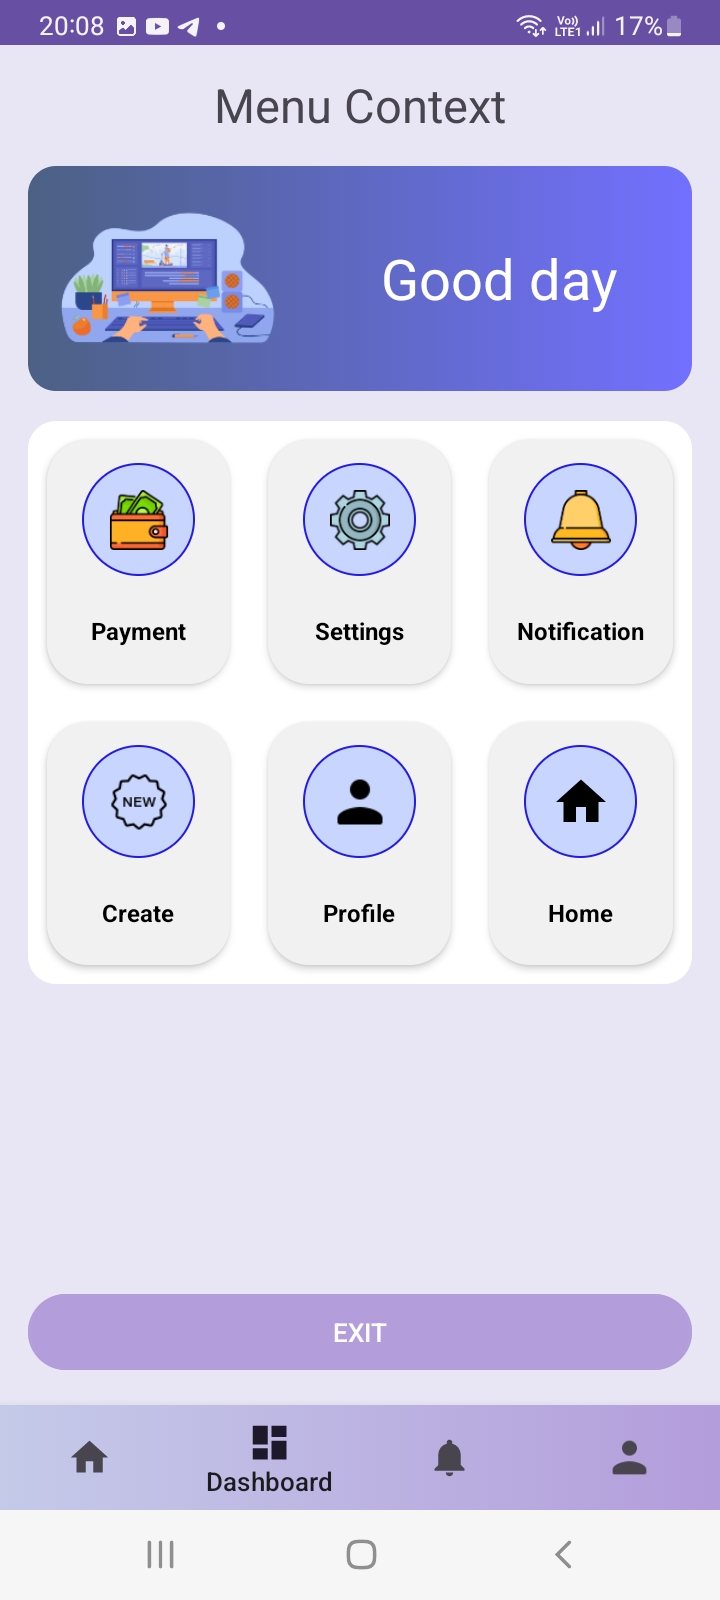 20:08 Vo)) LTE1 17%
Menu Context
Good day
Payment Settings Notification
NEW
Create Profile Home
EXIT
Dashboard